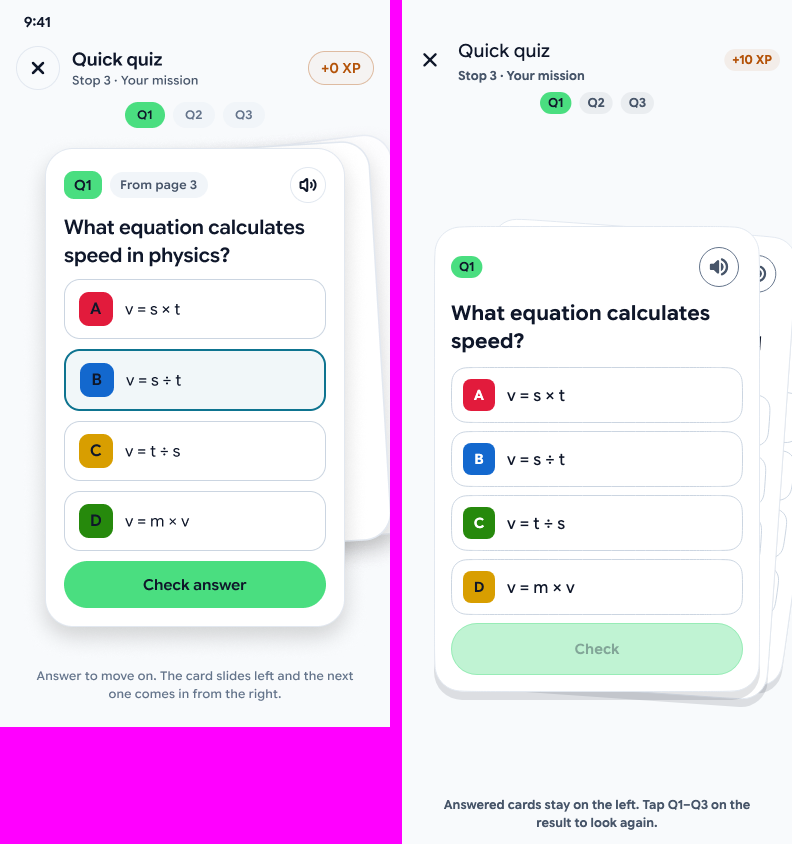 9:41
Quick quiz
Stop 3 · Your mission
+0 XP
Q1
Q2
Q3
Q1
From page 3
What equation calculates
speed in physics?
A
v = s × t
B
v = s ÷ t
C
v = t ÷ s
D
v = m × v
Check answer
Answer to move on. The card slides left and the next
one comes in from the right.
Quick quiz
Stop 3 · Your mission
+10 XP
Q1
Q2
Q3
Q1
What equation calculates
speed?
A
v = s × t
B
v = s ÷ t
C
v = t ÷ s
D
v = m × v
Check
Answered cards stay on the left. Tap Q1–Q3 on the
result to look again.